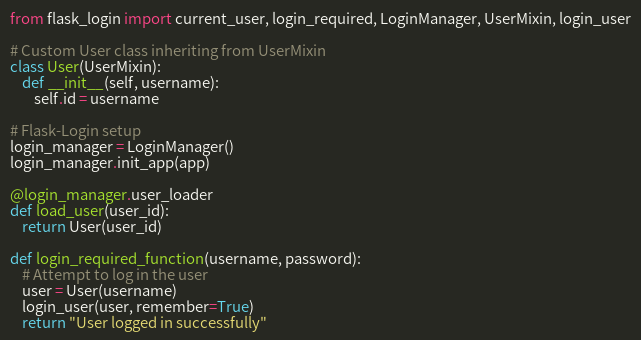 from flask_login import current_user, login_required, LoginManager, UserMixin, login_user

# Custom User class inheriting from UserMixin
class User(UserMixin):
    def __init__(self, username):
        self.id = username

# Flask-Login setup
login_manager = LoginManager()
login_manager.init_app(app)

@login_manager.user_loader
def load_user(user_id):
    return User(user_id)

def login_required_function(username, password):
    # Attempt to log in the user
    user = User(username)
    login_user(user, remember=True)
    return "User logged in successfully"